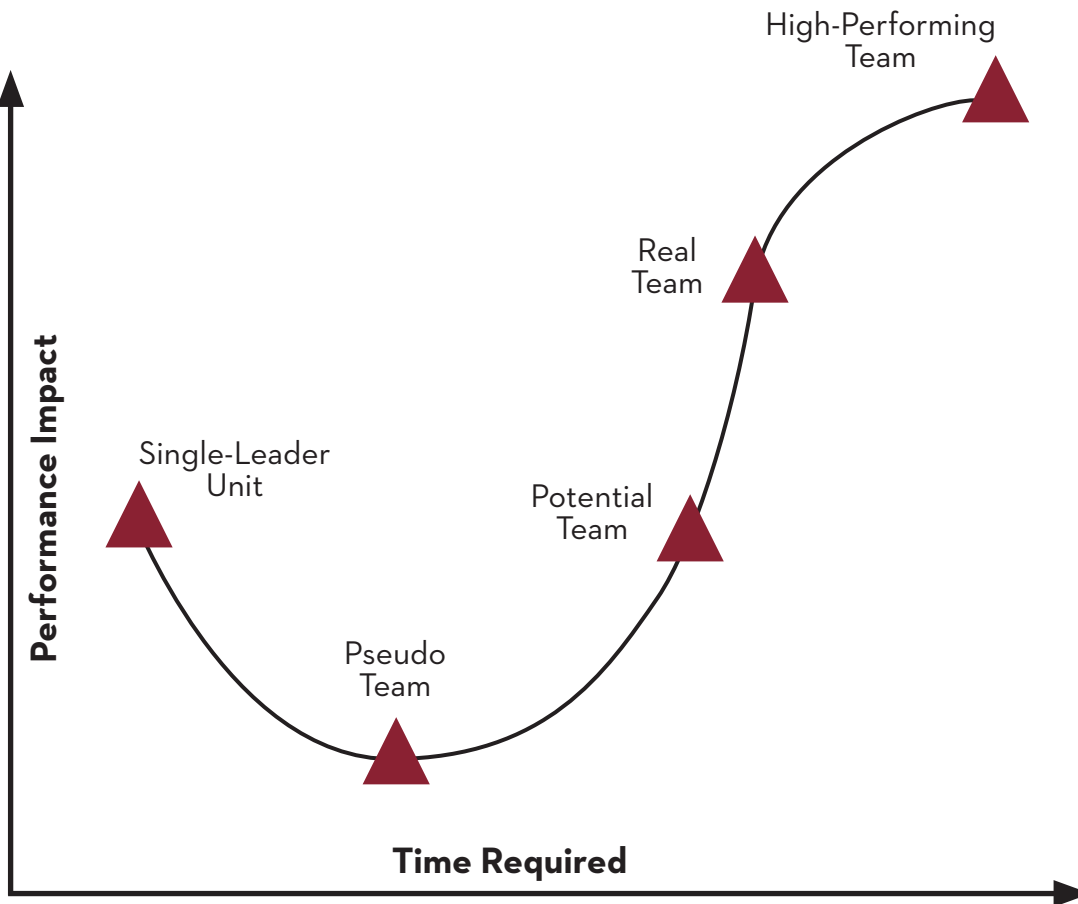 High-Performing
Team
Real
Team
Performance Impact
Single-Leader
Unit
Potential
Team
Pseudo
Team
Time Required